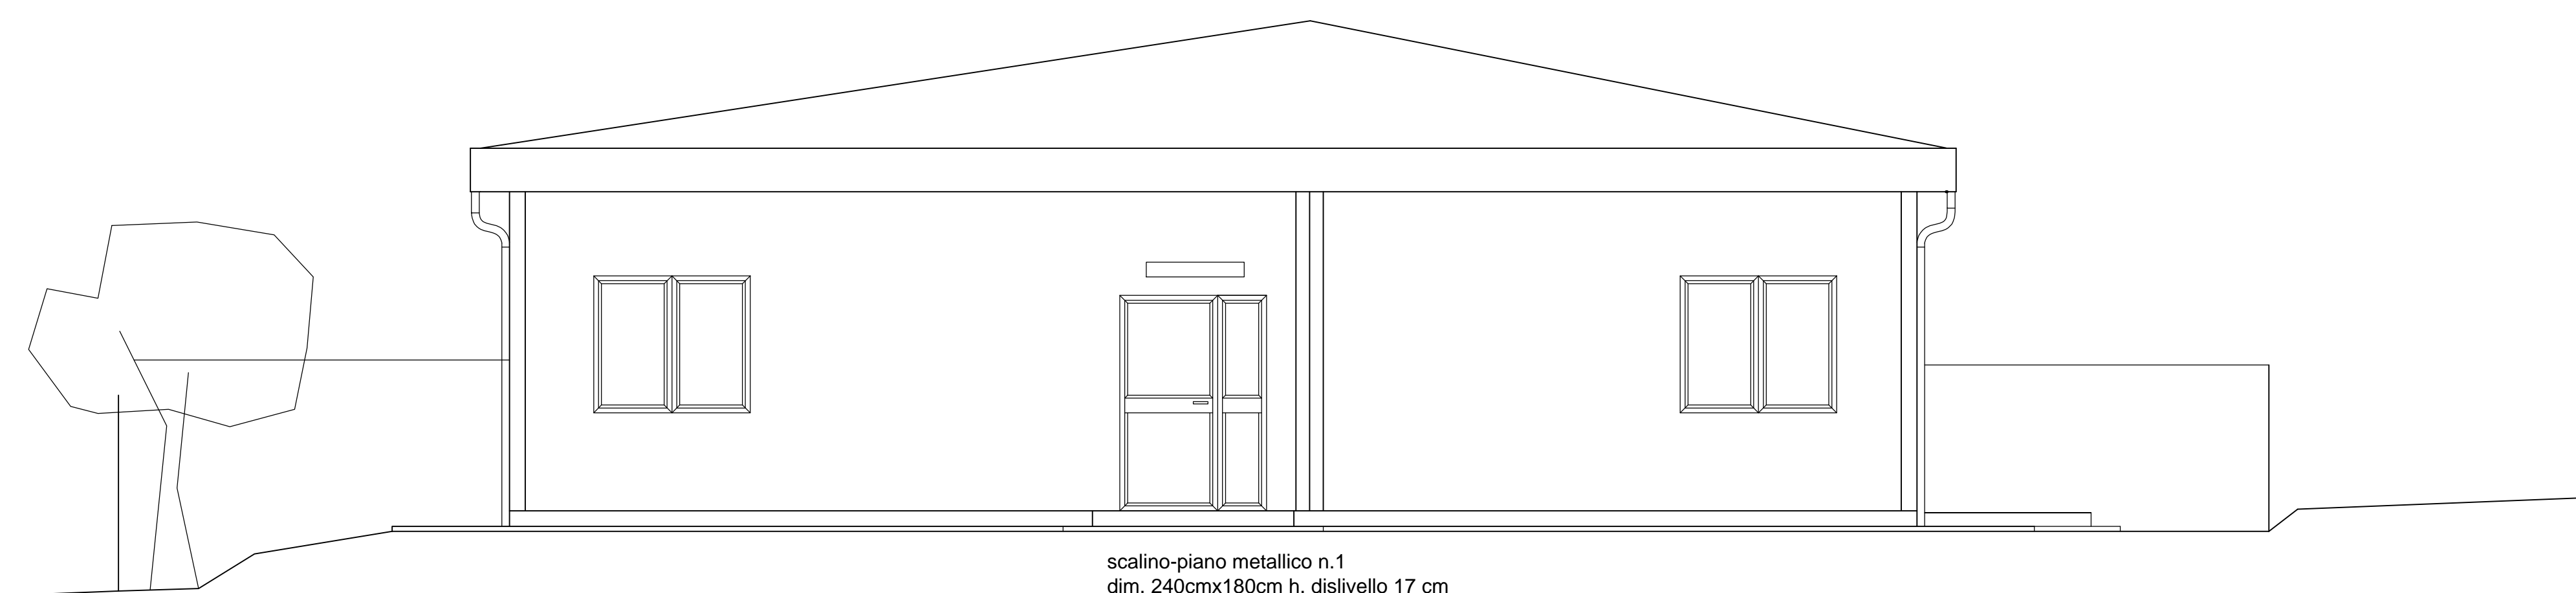 scalino-piano metallico n.1
dim. 240cmx180cm h. dislivello 17 cm